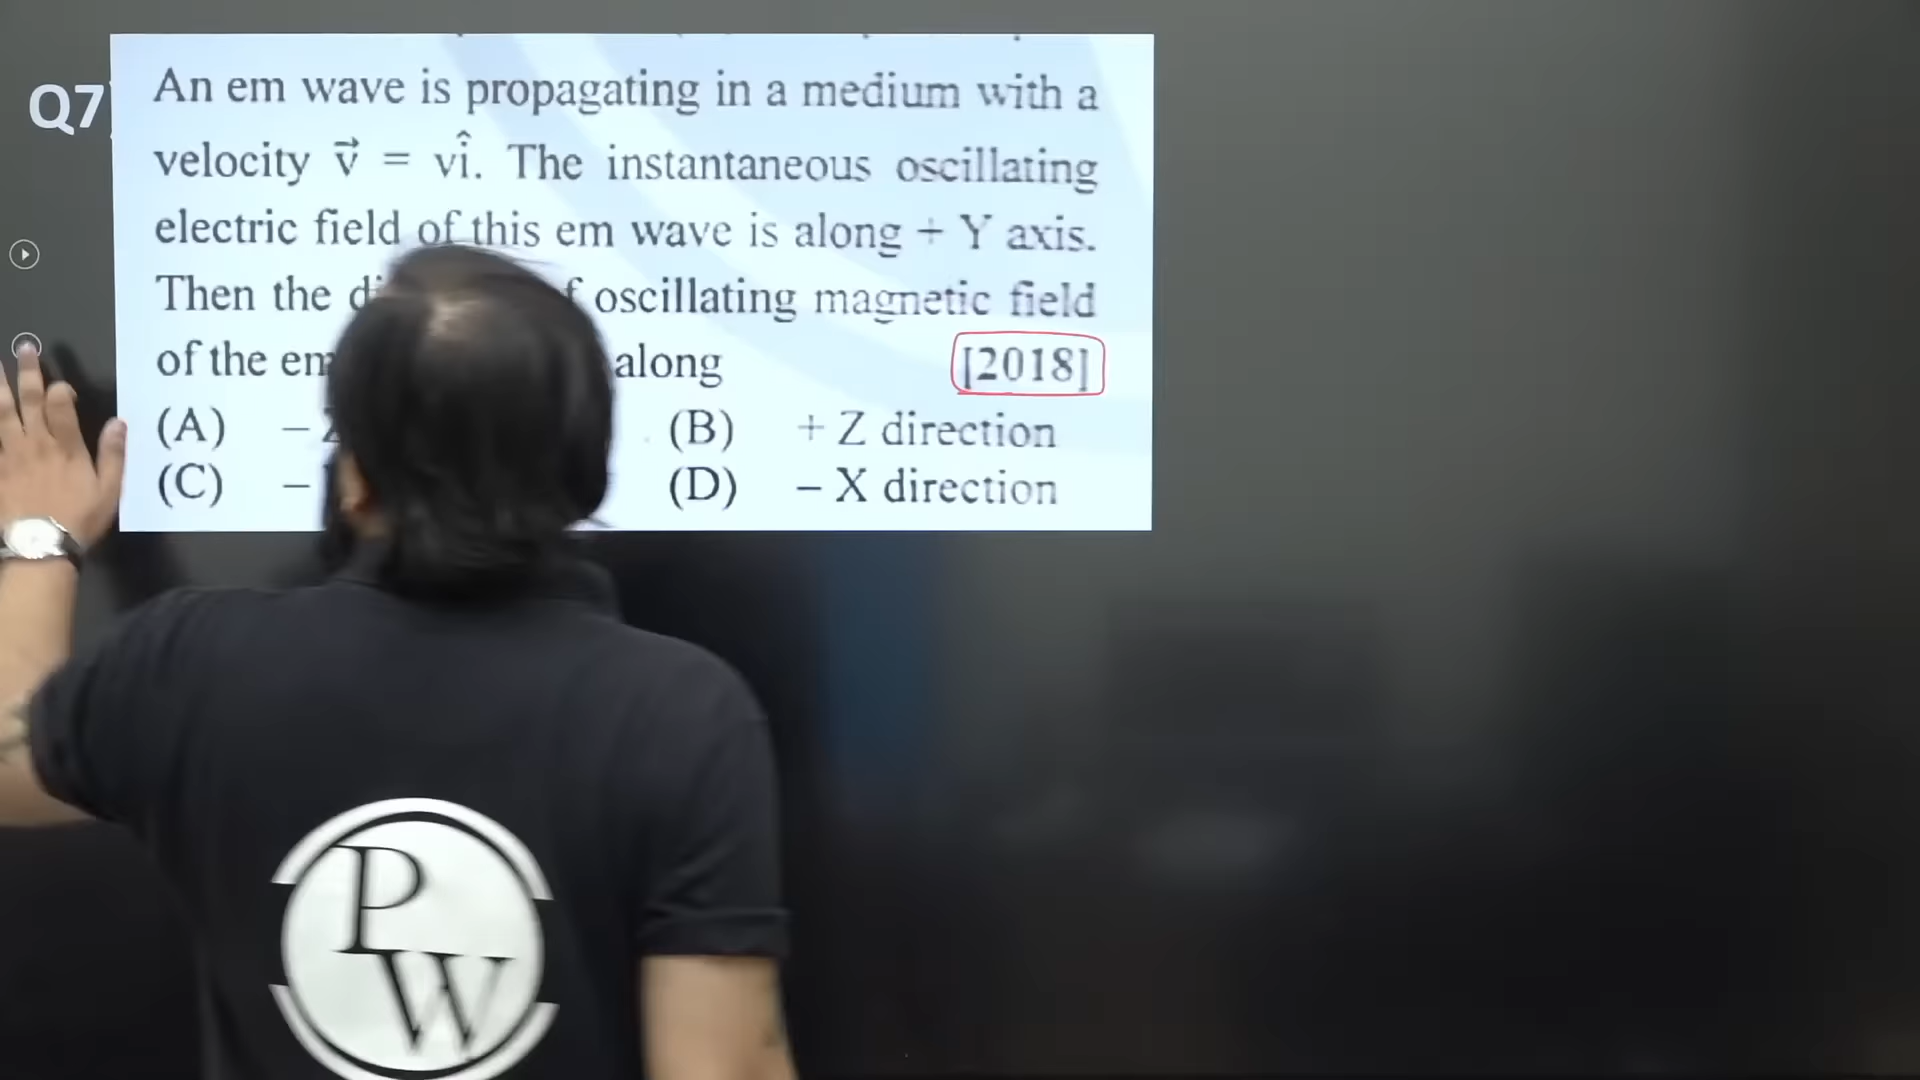 Q7
An em wave is propagating in a medium with a
velocity v⃗ = vî. The instantaneous oscillating
electric field of this em wave is along + Y axis.
Then the oscillating magnetic field
of the em along [2018]
(A) – (B) + Z direction
(C) – (D) – X direction
PW